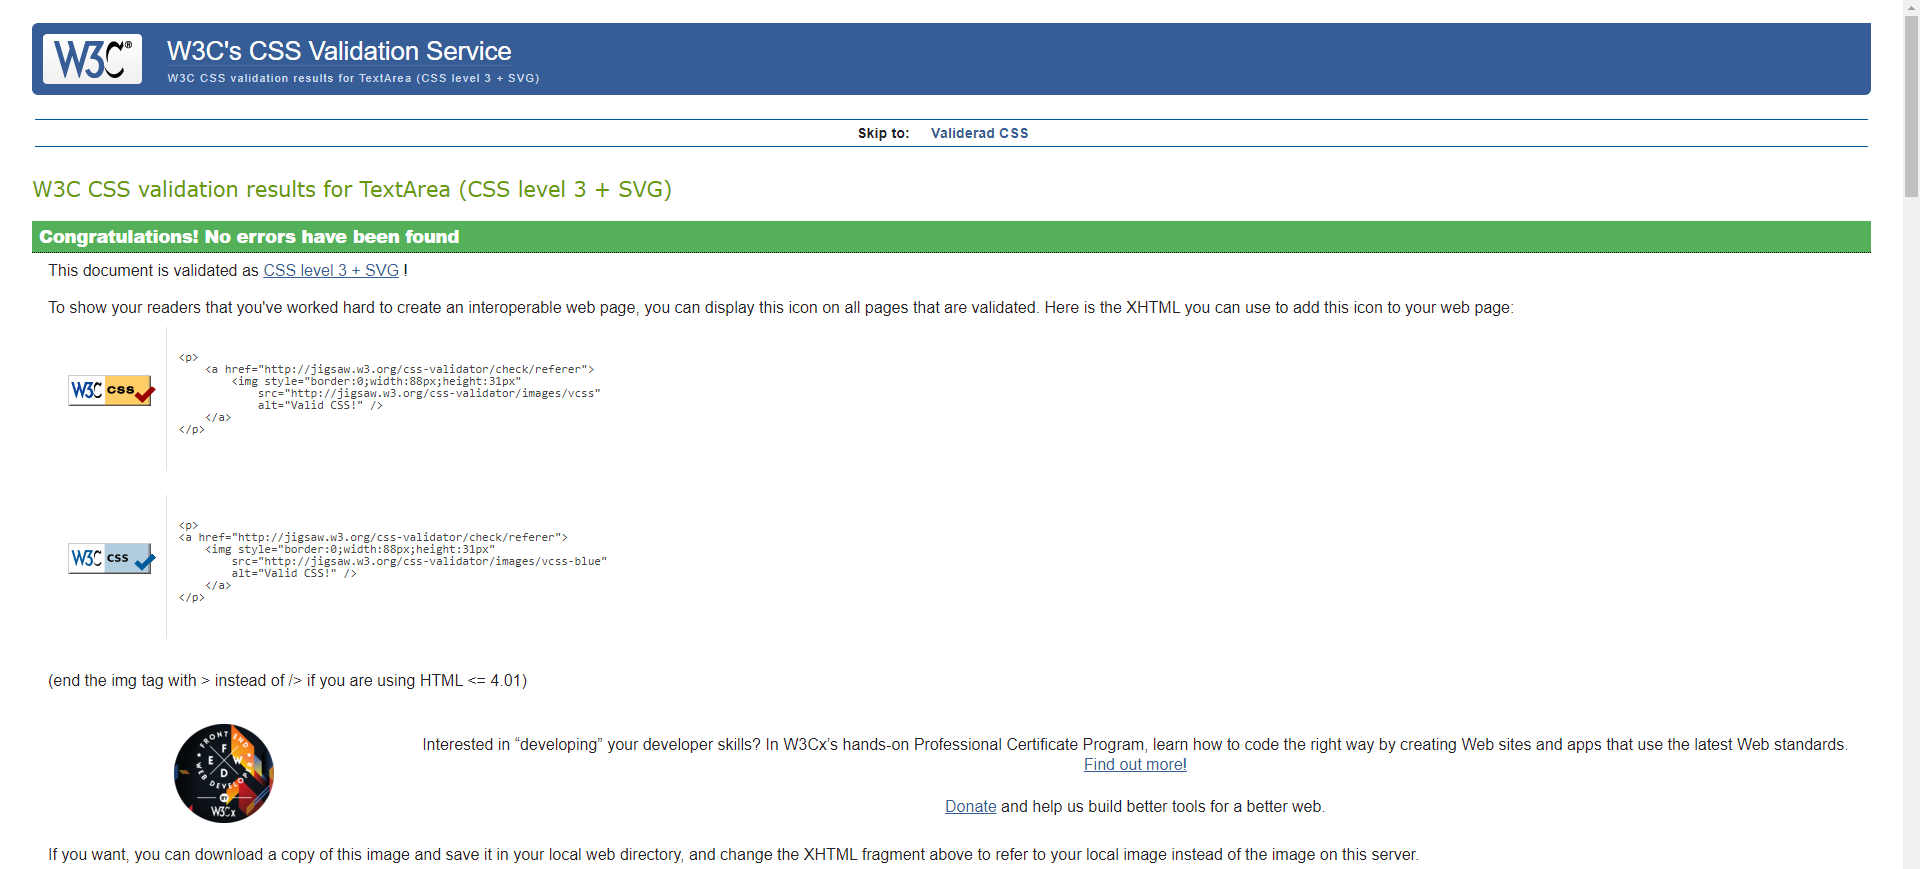 W3C®
W3C's CSS Validation Service
W3C CSS validation results for TextArea (CSS level 3 + SVG)
Skip to: Validerad CSS
W3C CSS validation results for TextArea (CSS level 3 + SVG)
Congratulations! No errors have been found
This document is validated as CSS level 3 + SVG !
To show your readers that you've worked hard to create an interoperable web page, you can display this icon on all pages that are validated. Here is the XHTML you can use to add this icon to your web page:
W3C css
<p>
<a href="http://jigsaw.w3.org/css-validator/check/referer">
<img style="border:0;width:88px;height:31px"
src="http://jigsaw.w3.org/css-validator/images/vcss"
alt="Valid CSS!" />
</a>
</p>
W3C css
<p>
<a href="http://jigsaw.w3.org/css-validator/check/referer">
<img style="border:0;width:88px;height:31px"
src="http://jigsaw.w3.org/css-validator/images/vcss-blue"
alt="Valid CSS!" />
</a>
</p>
(end the img tag with > instead of /> if you are using HTML <= 4.01)
FRONT END
F E W D
WEB DEVELOPER
W3Cx
Interested in “developing” your developer skills? In W3Cx’s hands-on Professional Certificate Program, learn how to code the right way by creating Web sites and apps that use the latest Web standards.
Find out more!
Donate and help us build better tools for a better web.
If you want, you can download a copy of this image and save it in your local web directory, and change the XHTML fragment above to refer to your local image instead of the image on this server.